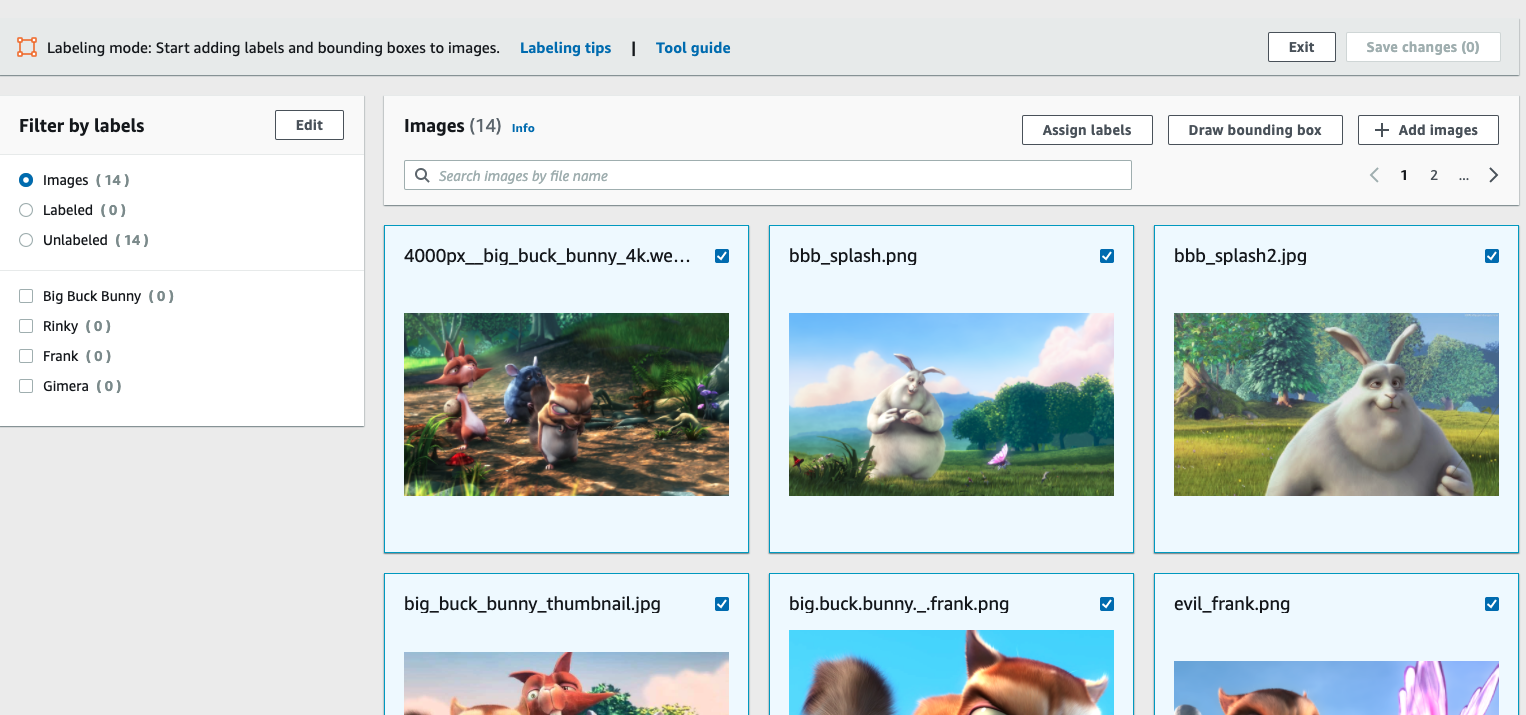 Labeling mode: Start adding labels and bounding boxes to images. Labeling tips | Tool guide Exit Save changes (0)
Filter by labels Edit
Images ( 14 )
Labeled ( 0 )
Unlabeled ( 14 )
Big Buck Bunny ( 0 )
Rinky ( 0 )
Frank ( 0 )
Gimera ( 0 )
Images (14) Info Assign labels Draw bounding box + Add images
Search images by file name 1 2 ...
4000px__big_buck_bunny_4k.we... bbb_splash.png bbb_splash2.jpg
big_buck_bunny_thumbnail.jpg big.buck.bunny._.frank.png evil_frank.png